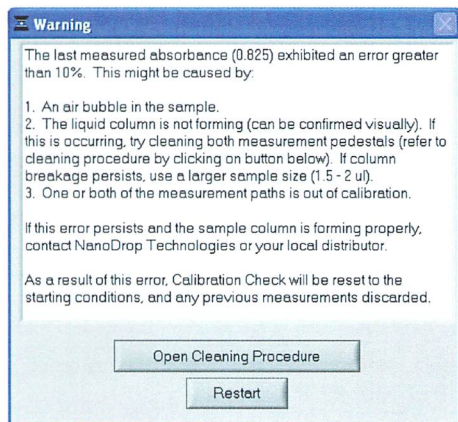 Warning
The last measured absorbance (0.825) exhibited an error greater
than 10%. This might be caused by:
1. An air bubble in the sample.
2. The liquid column is not forming (can be confirmed visually). If
this is occurring, try cleaning both measurement pedestals (refer to
cleaning procedure by clicking on button below). If column
breakage persists, use a larger sample size (1.5 - 2 ul).
3. One or both of the measurement paths is out of calibration.
If this error persists and the sample column is forming properly,
contact NanoDrop Technologies or your local distributor.
As a result of this error, Calibration Check will be reset to the
starting conditions, and any previous measurements discarded.
Open Cleaning Procedure
Restart